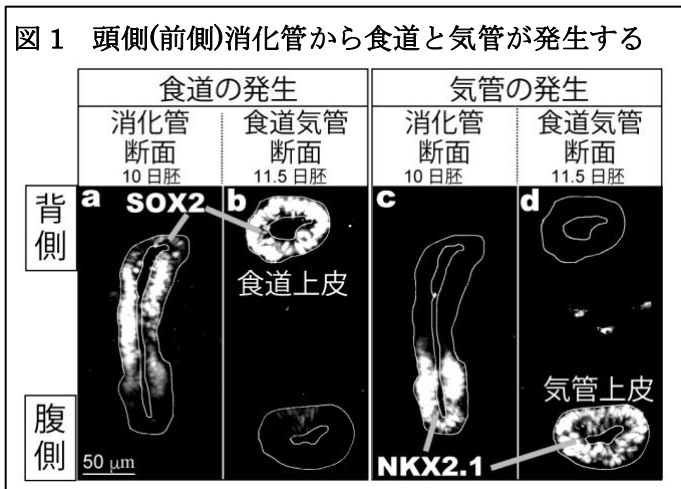 図1 頭側(前側)消化管から食道と気管が発生する
食道の発生 気管の発生
消化管 食道気管 消化管 食道気管
断面 断面 断面 断面
10日胚 11.5日胚 10日胚 11.5日胚
a b c d
SOX2
背側
食道上皮
気管上皮
腹側
NKX2.1
50 μm